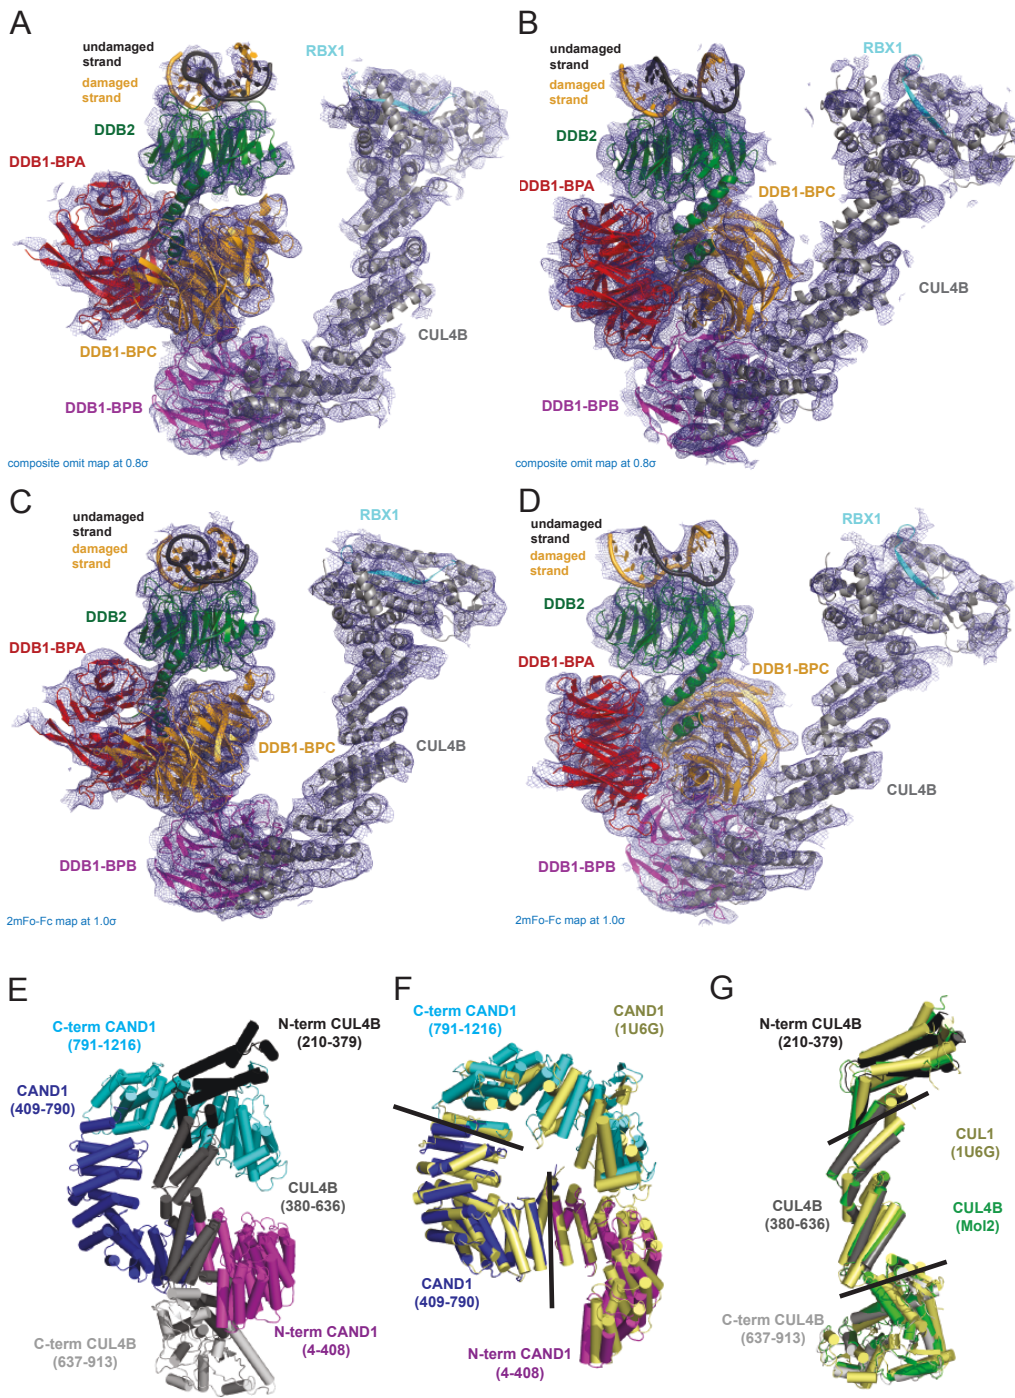 A
undamaged
strand
damaged
strand
RBX1
DDB2
DDB1-BPA
CUL4B
DDB1-BPC
DDB1-BPB
composite omit map at 0.8σ
B
undamaged
strand
damaged
strand
RBX1
DDB2
DDB1-BPA
DDB1-BPC
CUL4B
DDB1-BPB
composite omit map at 0.8σ
C
undamaged
strand
damaged
strand
RBX1
DDB2
DDB1-BPA
DDB1-BPC
CUL4B
DDB1-BPB
2mFo-Fc map at 1.0σ
D
undamaged
strand
damaged
strand
RBX1
DDB2
DDB1-BPA
DDB1-BPC
CUL4B
DDB1-BPB
2mFo-Fc map at 1.0σ
E
C-term CAND1
(791-1216)
N-term CUL4B
(210-379)
CAND1
(409-790)
CUL4B
(380-636)
C-term CUL4B
(637-913)
N-term CAND1
(4-408)
F
C-term CAND1
(791-1216)
CAND1
(1U6G)
CAND1
(409-790)
N-term CAND1
(4-408)
G
N-term CUL4B
(210-379)
CUL1
(1U6G)
CUL4B
(380-636)
CUL4B
(Mol2)
C-term CUL4B
(637-913)